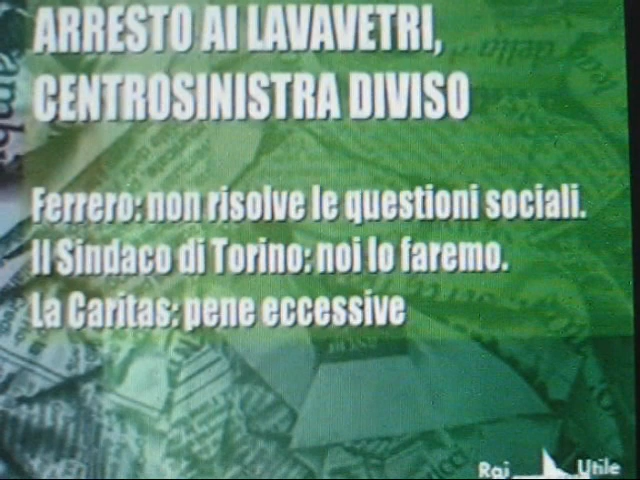 ARRESTO AI LAVAVETRI,
CENTROSINISTRA DIVISO
Ferrero: non risolve le questioni sociali.
Il Sindaco di Torino: noi lo faremo.
La Caritas: pene eccessive
Rai Utile